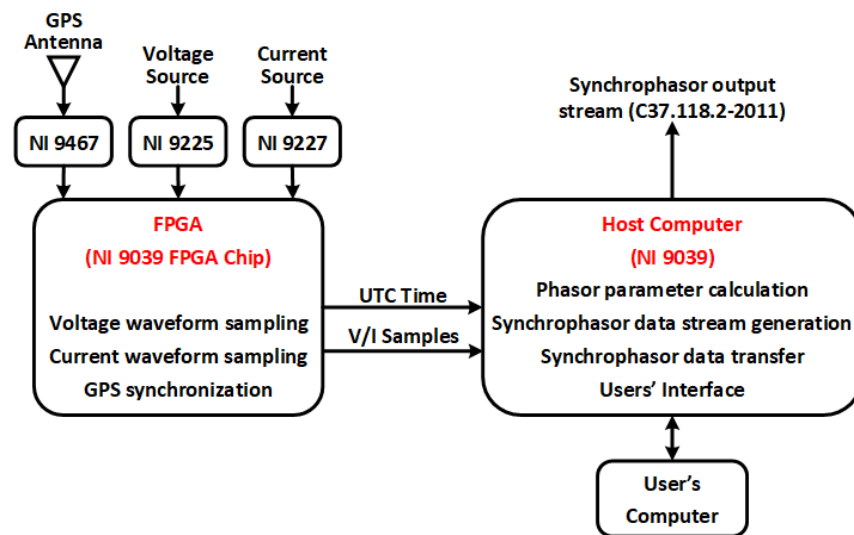 GPS
Antenna
Voltage
Source
Current
Source
NI 9467
NI 9225
NI 9227
FPGA
(NI 9039 FPGA Chip)
Voltage waveform sampling
Current waveform sampling
GPS synchronization
UTC Time
V/I Samples
Synchrophasor output
stream (C37.118.2-2011)
Host Computer
(NI 9039)
Phasor parameter calculation
Synchrophasor data stream generation
Synchrophasor data transfer
Users' Interface
User's
Computer